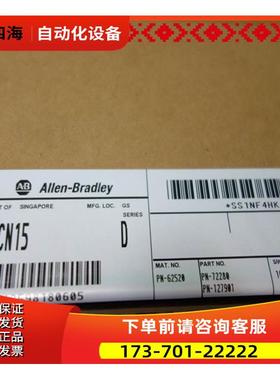 四海 | 自动化设备
AB Allen-Bradley
OF SINGAPORE
MFG. LOC. GS
SERIES
CN15 D
*SS1NF4HK
MAT. NO. PART NO.
PN-62520 PN-72280
PN-127901
180605
下单前请咨询客服
173-701-22222